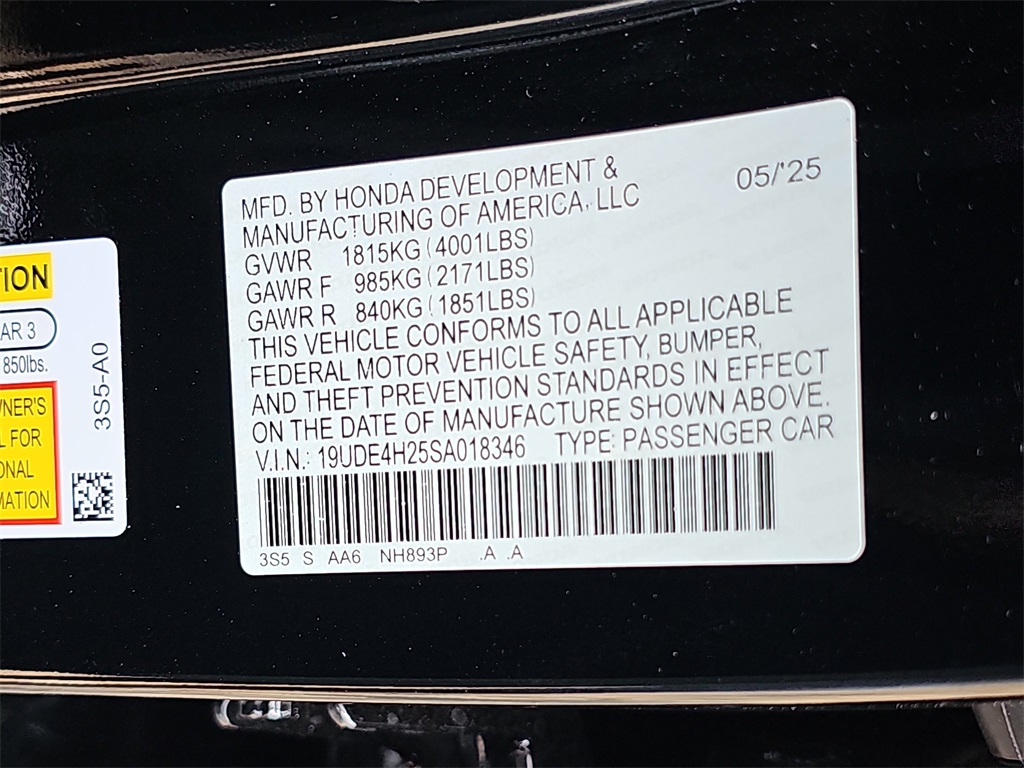 MFD. BY HONDA DEVELOPMENT &
MANUFACTURING OF AMERICA, LLC
05/'25
GVWR 1815KG (4001LBS)
GAWR F 985KG (2171LBS)
GAWR R 840KG (1851LBS)
THIS VEHICLE CONFORMS TO ALL APPLICABLE
FEDERAL MOTOR VEHICLE SAFETY, BUMPER,
AND THEFT PREVENTION STANDARDS IN EFFECT
ON THE DATE OF MANUFACTURE SHOWN ABOVE.
V.I.N.: 19UDE4H25SA018346 TYPE: PASSENGER CAR
3S5 S AA6 NH893P .A .A
TION
AR 3
850lbs.
WNER'S
L FOR
ONAL
MATION
3S5-A0